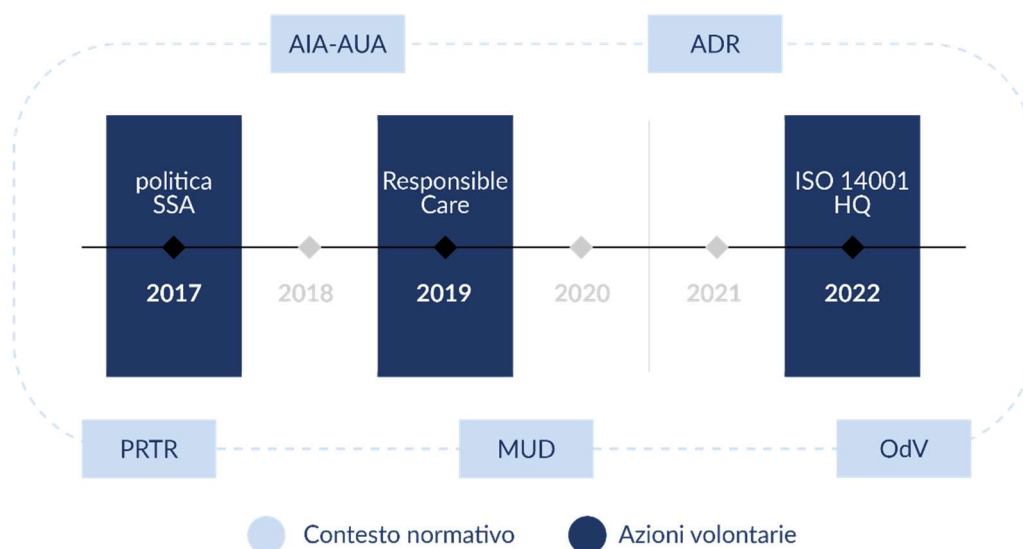 AIA-AUA
ADR
politica
SSA
Responsible
Care
ISO 14001
HQ
2017
2018
2019
2020
2021
2022
PRTR
MUD
OdV
Contesto normativo
Azioni volontarie